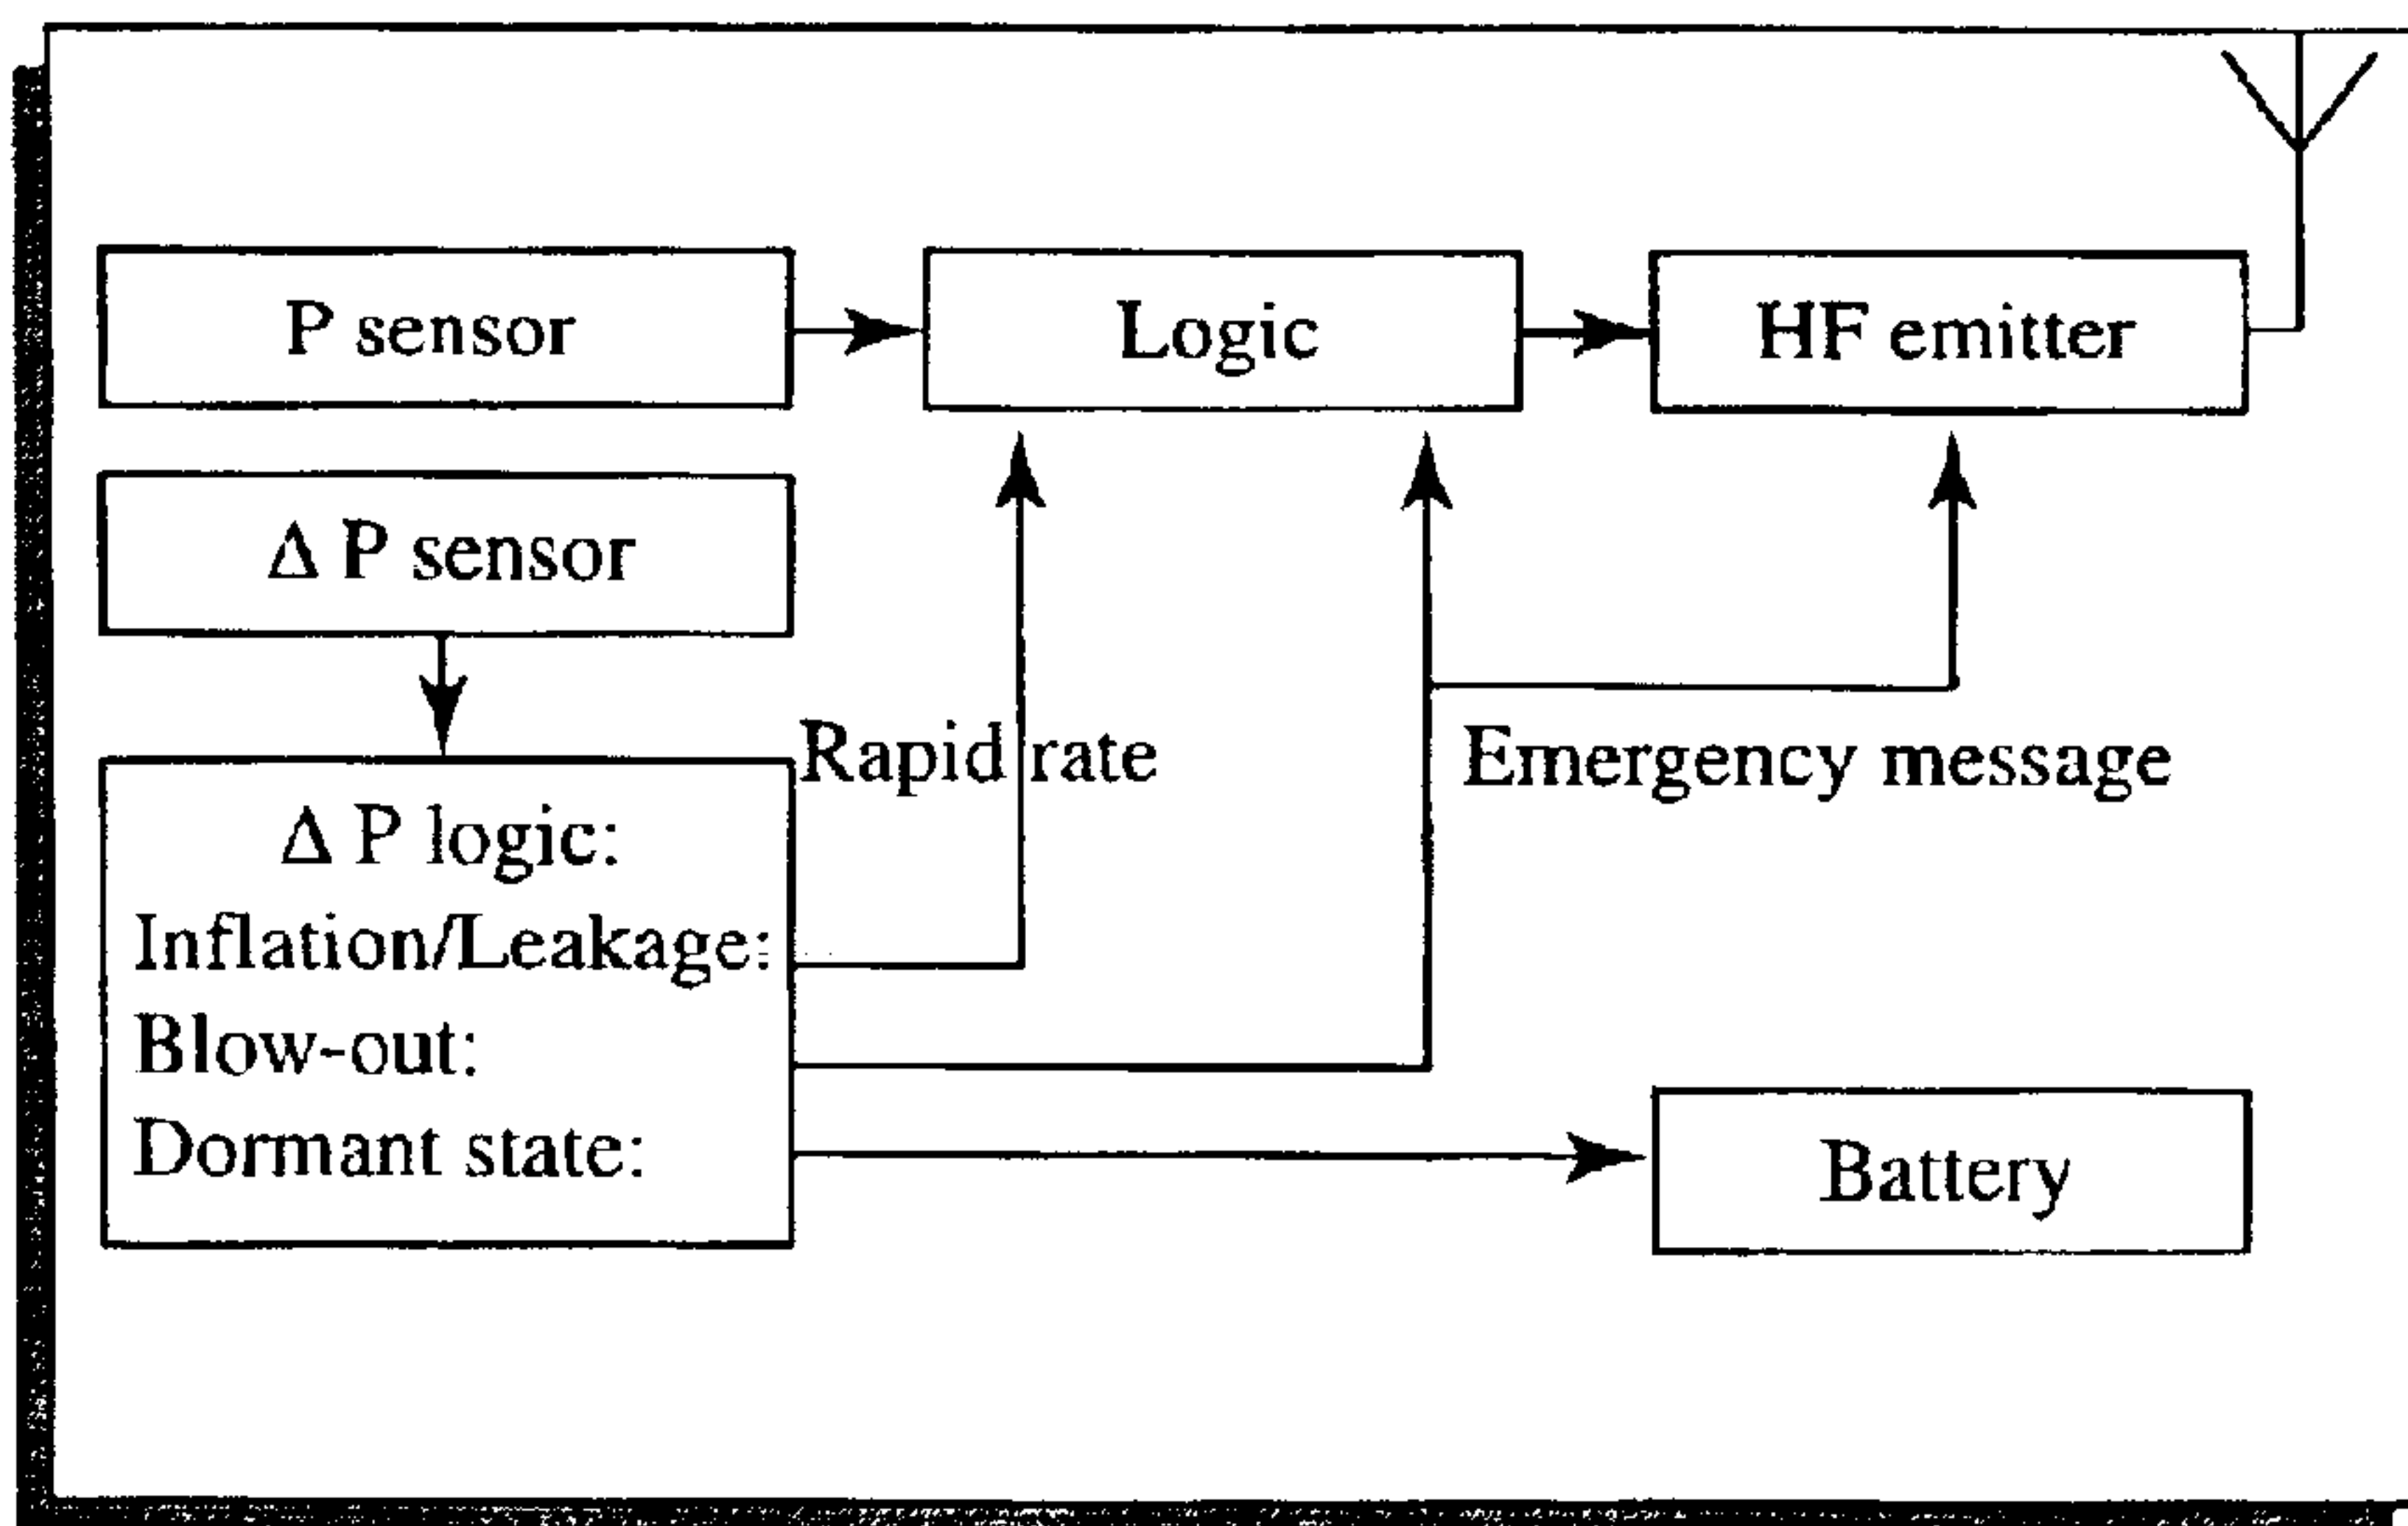 P sensor
Logic
HF emitter
Δ P sensor
Rapid rate
Emergency message
Δ P logic:
Inflation/Leakage:
Blow-out:
Dormant state:
Battery